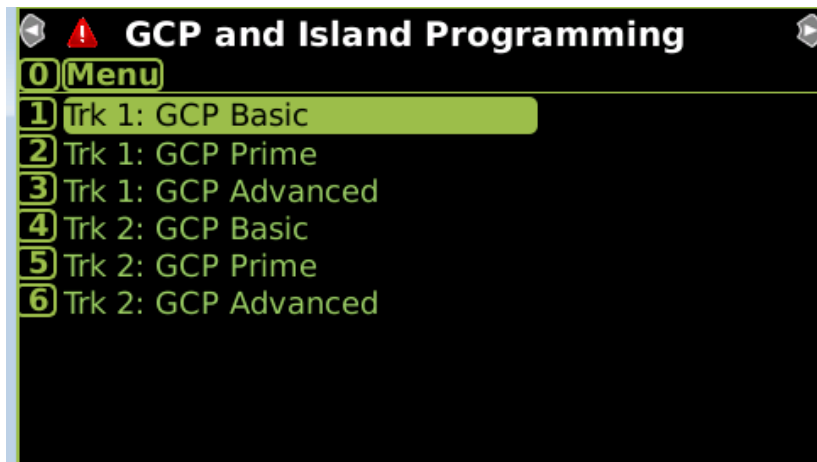 GCP and Island Programming
0 Menu
1 Trk 1: GCP Basic
2 Trk 1: GCP Prime
3 Trk 1: GCP Advanced
4 Trk 2: GCP Basic
5 Trk 2: GCP Prime
6 Trk 2: GCP Advanced